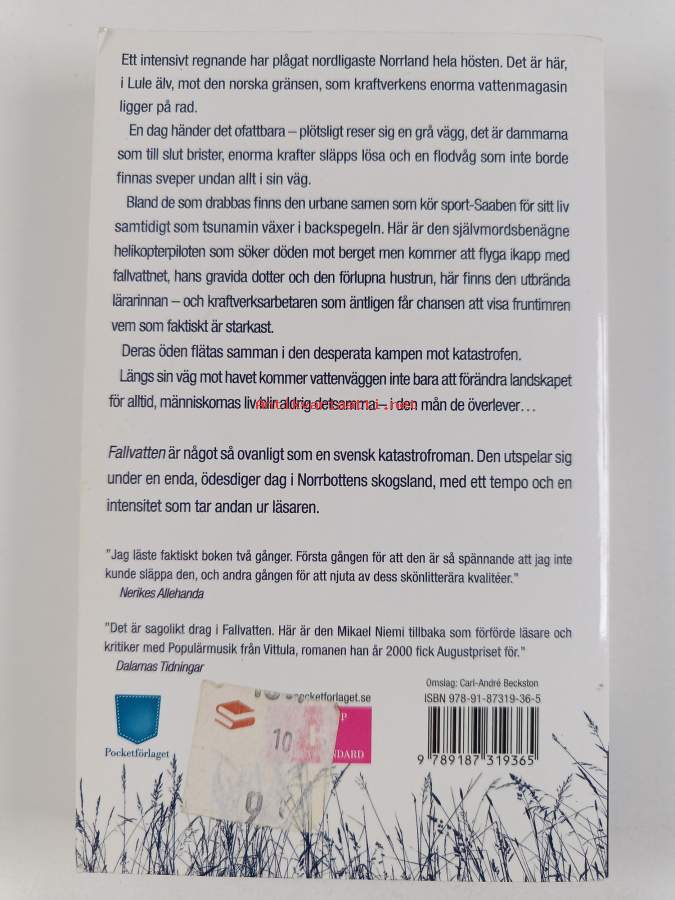 Ett intensivt regnande har plågat nordligaste Norrland hela hösten. Det är här,
i Lule älv, mot den norska gränsen, som kraftverkens enorma vattenmagasin
ligger på rad.
En dag händer det ofattbara – plötsligt reser sig en grå vägg, det är dammarna
som till slut brister, enorma krafter släpps lösa och en flodvåg som inte borde
finnas sveper undan allt i sin väg.
Bland de som drabbas finns den urbane samen som kör sport-Saaben för sitt liv
samtidigt som tsunamin växer i backspegeln. Här är den självmordsbenägne
helikopterpiloten som söker döden mot berget men kommer att flyga ikapp med
fallvattnet, hans gravida dotter och den förlupna hustrun, här finns den utbrända
lärarinnan – och kraftverksarbetaren som äntligen får chansen att visa fruntimren
vem som faktiskt är starkast.
Deras öden flätas samman i den desperata kampen mot katastrofen.
Längs sin väg mot havet kommer vattenväggen inte bara att förändra landskapet
för alltid, människornas liv blir aldrig detsamma – i den mån de överlever…
Fallvatten är något så ovanligt som en svensk katastrofroman. Den utspelar sig
under en enda, ödesdiger dag i Norrbottens skogsland, med ett tempo och en
intensitet som tar andan ur läsaren.
"Jag läste faktiskt boken två gånger. Första gången för att den är så spännande att jag inte
kunde släppa den, och andra gången för att njuta av dess skönlitterära kvalitéer."
Nerikes Allehanda
"Det är sagolikt drag i Fallvatten. Här är den Mikael Niemi tillbaka som förförde läsare och
kritiker med Populärmusik från Vittula, romanen han år 2000 fick Augustpriset för."
Dalarnas Tidningar
Omslag: Carl-André Beckston
ISBN 978-91-87319-36-5
cketforlaget.se
P
10
NDARD
Pocketförlaget
9
9 789187 319365